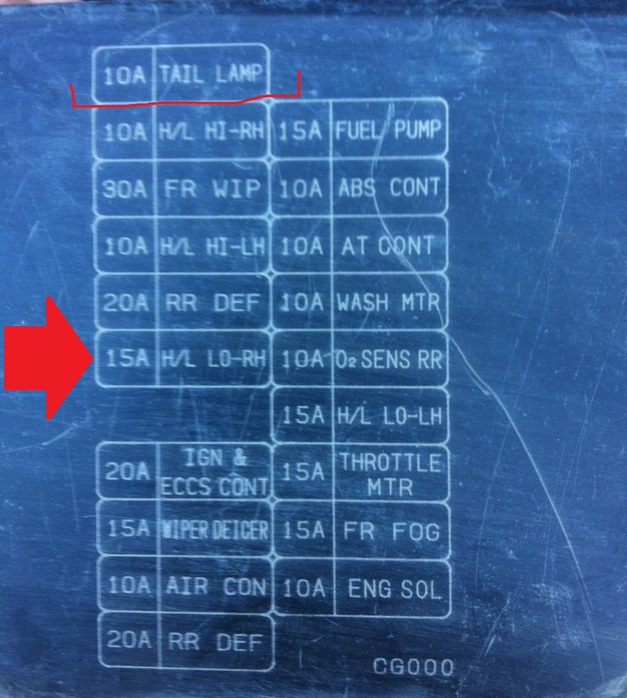 10A TAIL LAMP
10A H/L HI-RH 15A FUEL PUMP
30A FR WIP 10A ABS CONT
10A H/L HI-LH 10A AT CONT
20A RR DEF 10A WASH MTR
15A H/L LO-RH 10A O₂ SENS RR
15A H/L LO-LH
20A IGN & ECCS CONT 15A THROTTLE MTR
15A WIPER DEICER 15A FR FOG
10A AIR CON 10A ENG SOL
20A RR DEF
CG000